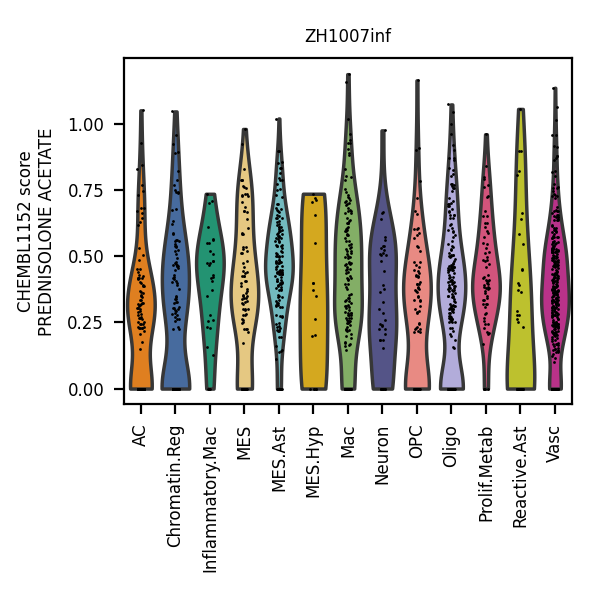 ZH1007inf
CHEMBL1152 score
PREDNISOLONE ACETATE
1.00
0.75
0.50
0.25
0.00
AC
Chromatin.Reg
Inflammatory.Mac
MES
MES.Ast
MES.Hyp
Mac
Neuron
OPC
Oligo
Prolif.Metab
Reactive.Ast
Vasc